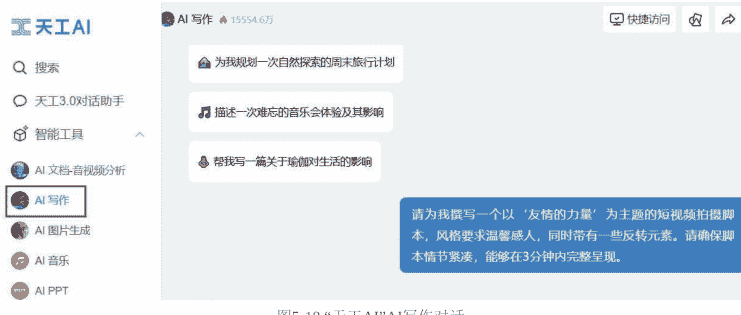 天工AI
搜索
天工3.0对话助手
智能工具
AI 文档-音视频分析
AI 写作
AI 图片生成
AI 音乐
AI PPT
AI 写作 15554.6万
快捷访问
为我规划一次自然探索的周末旅行计划
描述一次难忘的音乐会体验及其影响
帮我写一篇关于瑜伽对生活的影响
请为我撰写一个以‘友情的力量’为主题的短视频拍摄脚
本，风格要求温馨感人，同时带有一些反转元素。请确保脚
本情节紧凑，能够在3分钟内完整呈现。